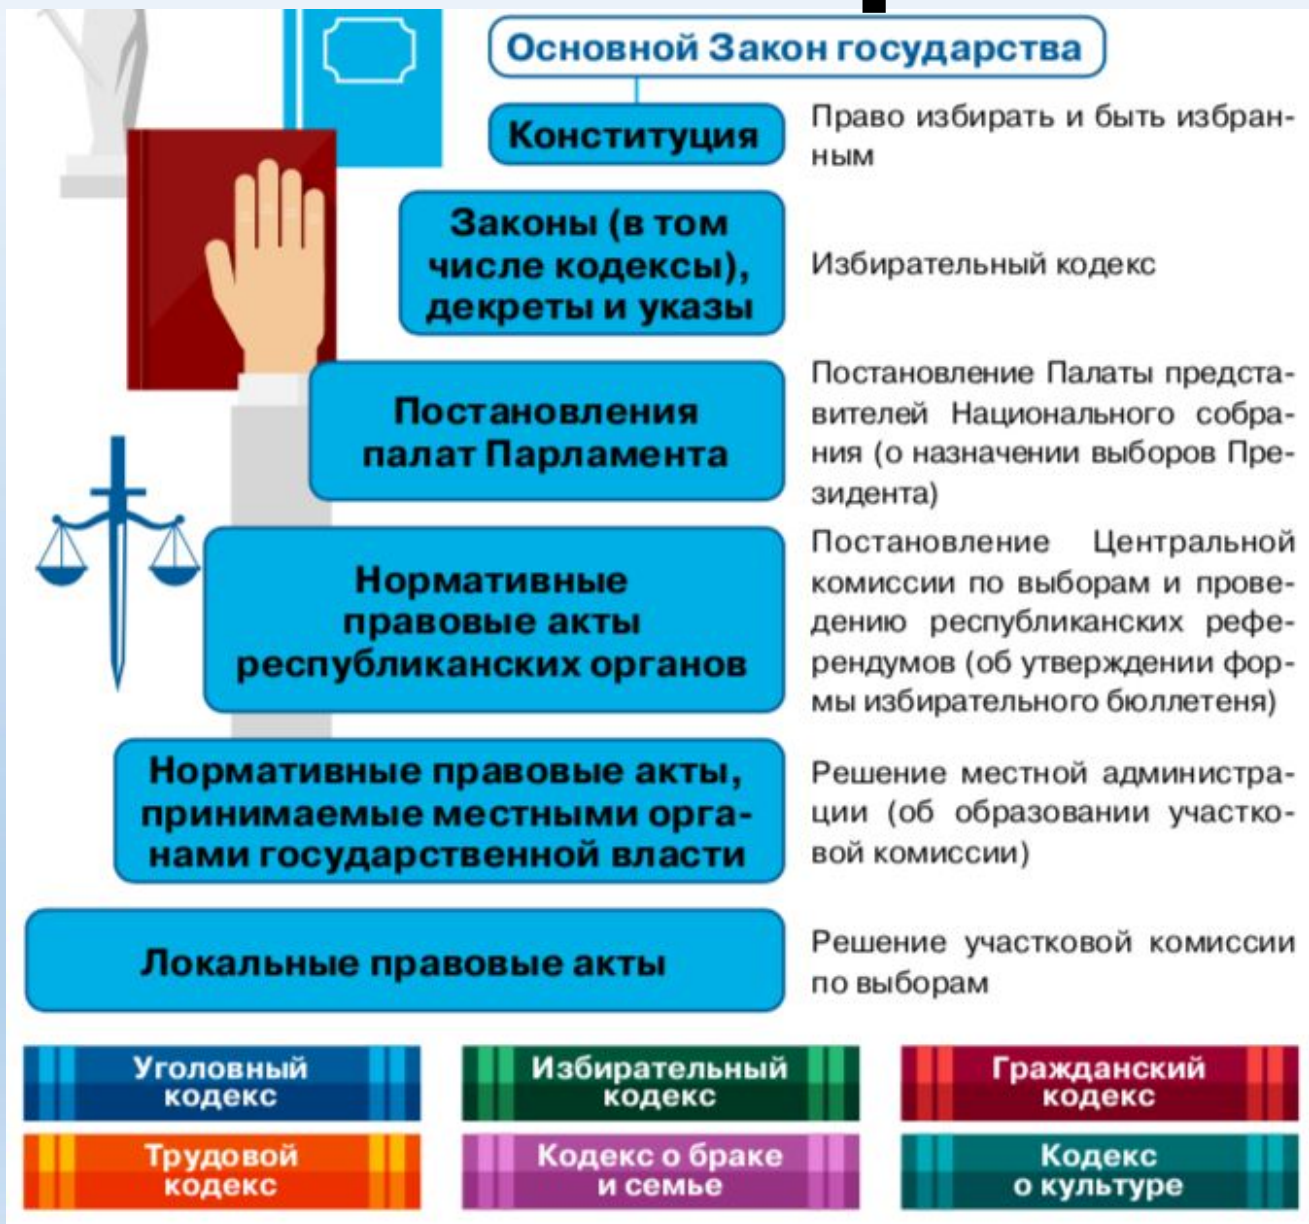 Основной Закон государства
Конституция
Право избирать и быть избран-
ным
Законы (в том
числе кодексы),
декреты и указы
Избирательный кодекс
Постановления
палат Парламента
Постановление Палаты предста-
вителей Национального собра-
ния (о назначении выборов Пре-
зидента)
Нормативные
правовые акты
республиканских органов
Постановление Центральной
комиссии по выборам и прове-
дению республиканских рефе-
рендумов (об утверждении фор-
мы избирательного бюллетеня)
Нормативные правовые акты,
принимаемые местными орга-
нами государственной власти
Решение местной администра-
ции (об образовании участко-
вой комиссии)
Локальные правовые акты
Решение участковой комиссии
по выборам
Уголовный
кодекс
Избирательный
кодекс
Гражданский
кодекс
Трудовой
кодекс
Кодекс о браке
и семье
Кодекс
о культуре